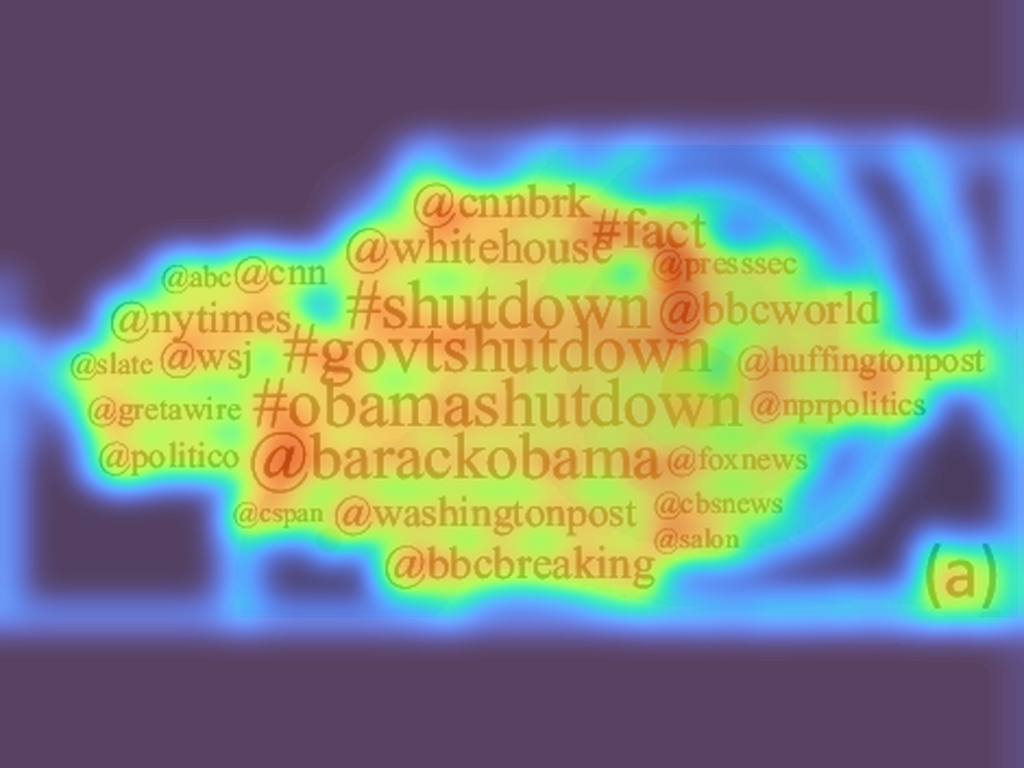 @cnnbrk
#fact
@whitehouse
@presssec
@abc @cnn
#shutdown @bbcworld
@nytimes
#govtshutdown
@slate @wsj @huffingtonpost
@gretawire #obamashutdown @nprpolitics
@politico @barackobama @foxnews
@cspan @washingtonpost @cbsnews
@salon
@bbcbreaking
(a)